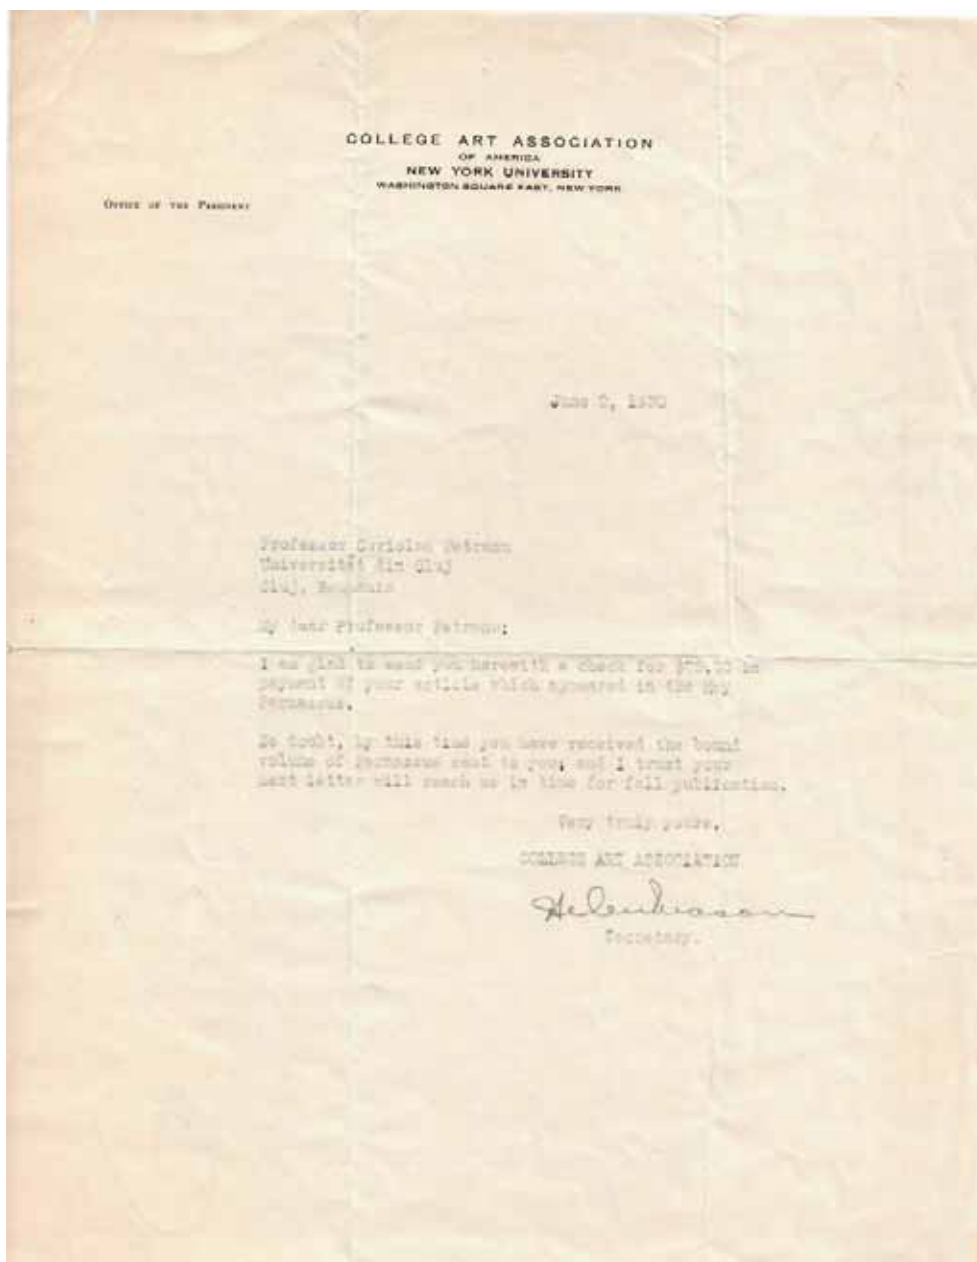 COLLEGE ART ASSOCIATION
OF AMERICA
NEW YORK UNIVERSITY
WASHINGTON SQUARE EAST, NEW YORK
OFFICE OF THE PRESIDENT
June 1930
Professor Coriolan Petranu
Universitat din Cluj
Cluj, Roumania
My dear Professor Petranu:
I am glad to send you herewith a check for in
payment of your article which appeared in the May
Parnassus.
No doubt, by this time you have received the bound
volume of Parnassus sent to you, and I trust your
next letter will reach us in time for fall publication.
Very truly yours,
COLLEGE ART ASSOCIATION
Secretary.